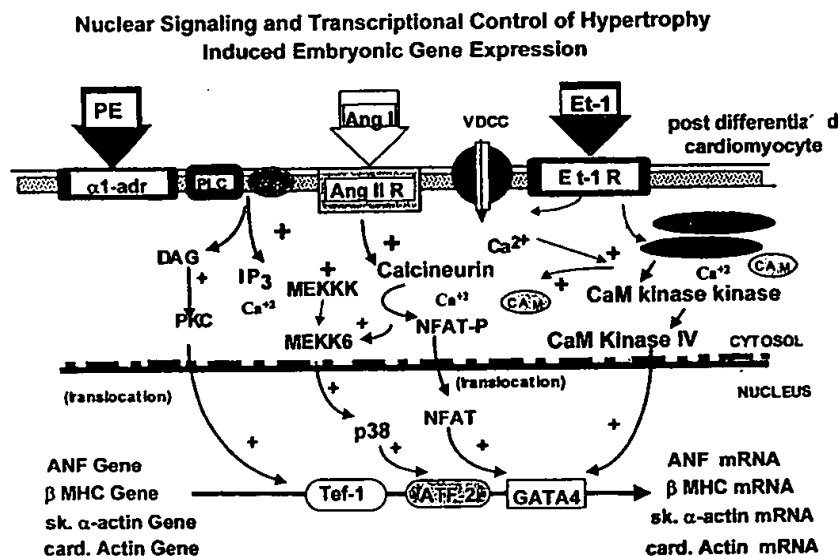 Nuclear Signaling and Transcriptional Control of Hypertrophy
Induced Embryonic Gene Expression
PE
Ang I
VDCC
Et-1
post differentia´ d
cardiomyocyte
α1-adr
PLC
Ang II R
Et-1 R
+
+
Ca2+
+
DAG
+
IP3
Ca+2
+
MEKKK
Calcineurin
Ca+2
CAM
+
Ca+2
CAM
CaM kinase kinase
PKC
MEKK6
+
NFAT-P
CaM Kinase IV
CYTOSOL
(translocation)
(translocation)
NUCLEUS
+
p38
NFAT
+
+
+
+
ANF Gene
β MHC Gene
sk. α-actin Gene
card. Actin Gene
Tef-1
ATF-2
GATA4
ANF mRNA
β MHC mRNA
sk. α-actin mRNA
card. Actin mRNA